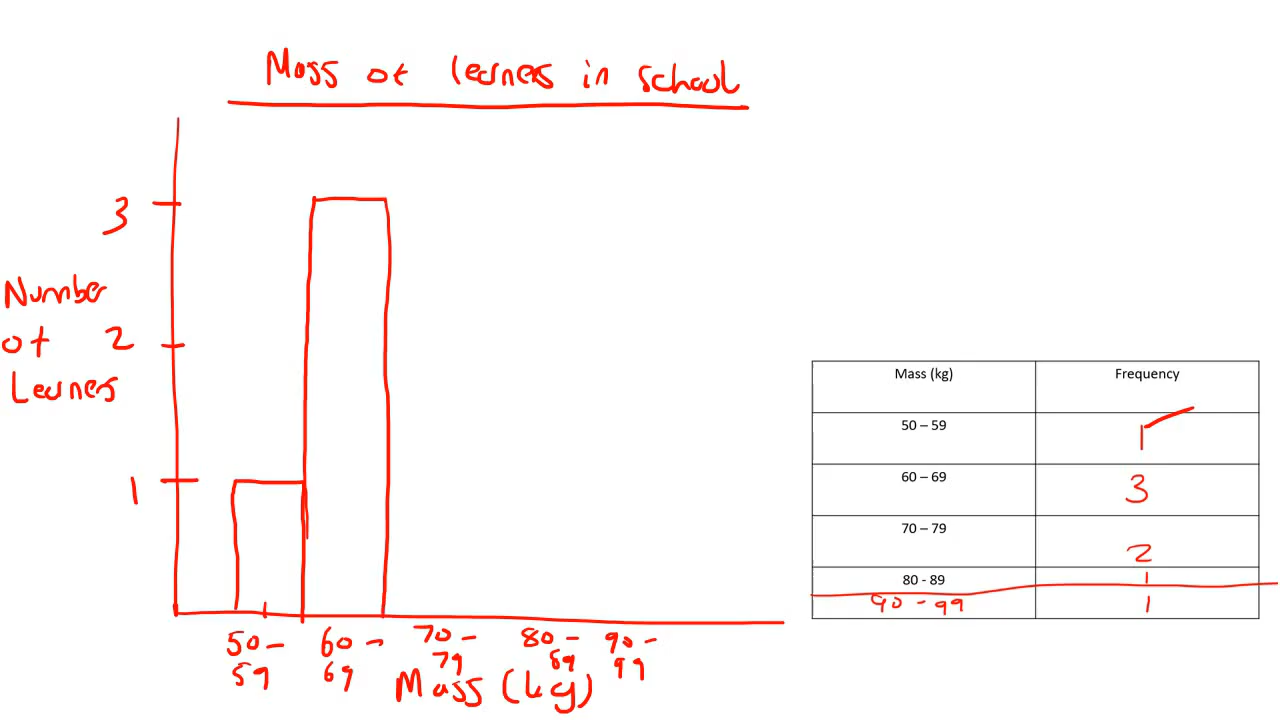 Mass of learners in school
3
Number
of 2
Learners
1
50 - 60 - 70 - 80 - 90 -
59 69 79 89 99
Mass (kg)
Mass (kg) Frequency
50 – 59 1
60 – 69 3
70 – 79 2
80 - 89 1
90 - 99 1